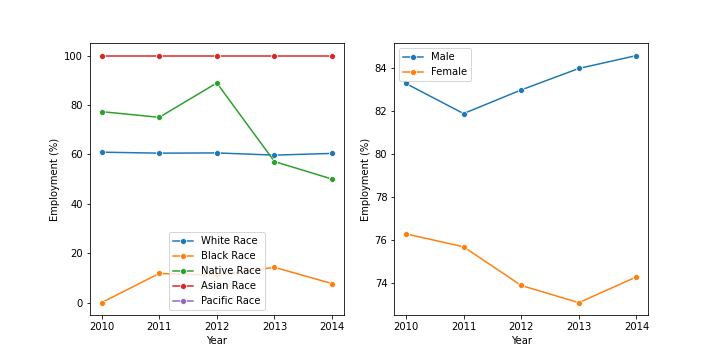 100
80
60
40
20
0
Employment (%)
White Race
Black Race
Native Race
Asian Race
Pacific Race
2010 2011 2012 2013 2014
Year
84
82
80
78
76
74
Employment (%)
Male
Female
2010 2011 2012 2013 2014
Year